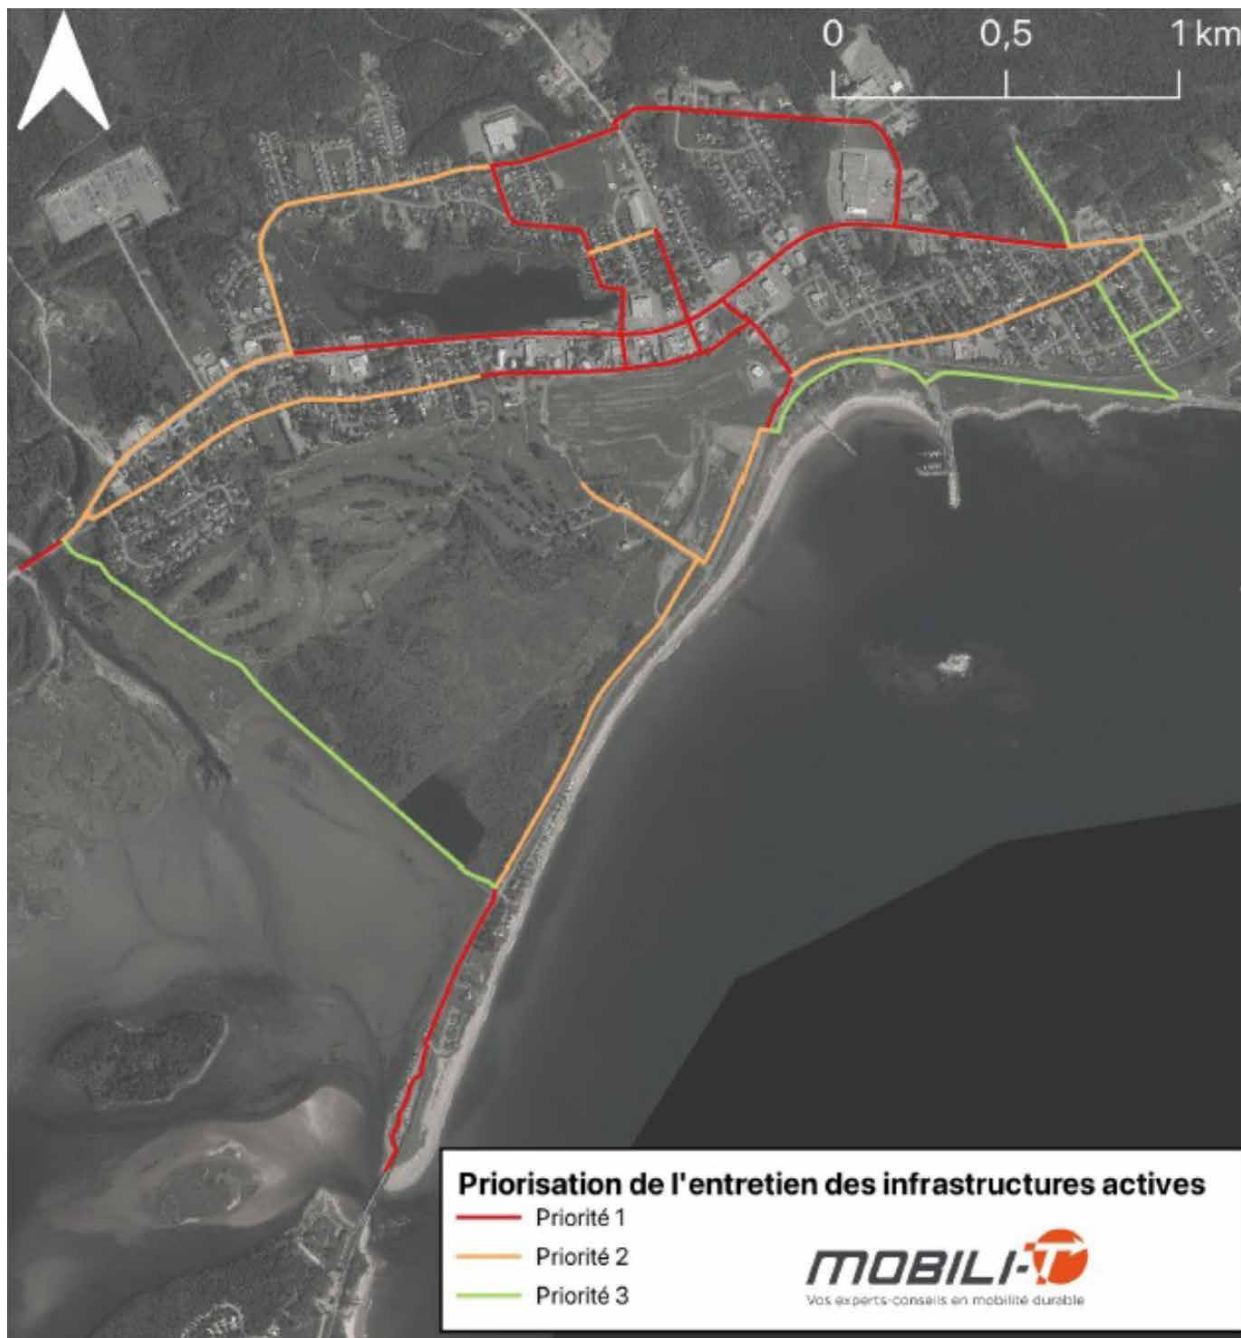 0 0,5 1 km
Priorisation de l'entretien des infrastructures actives
Priorité 1
Priorité 2
Priorité 3
MOBILI-T
Vos experts-conseils en mobilité durable